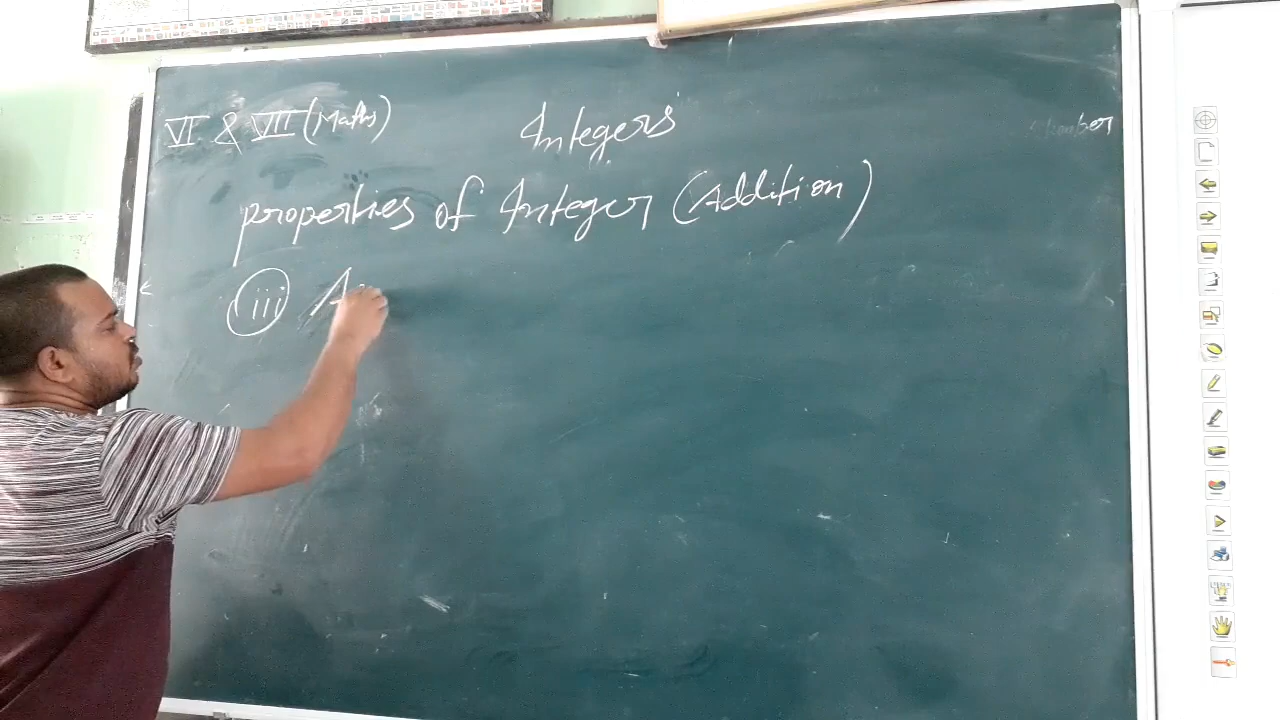 VI & VII (Maths)
Integers
properties of Integer (Addition)
(iii) A